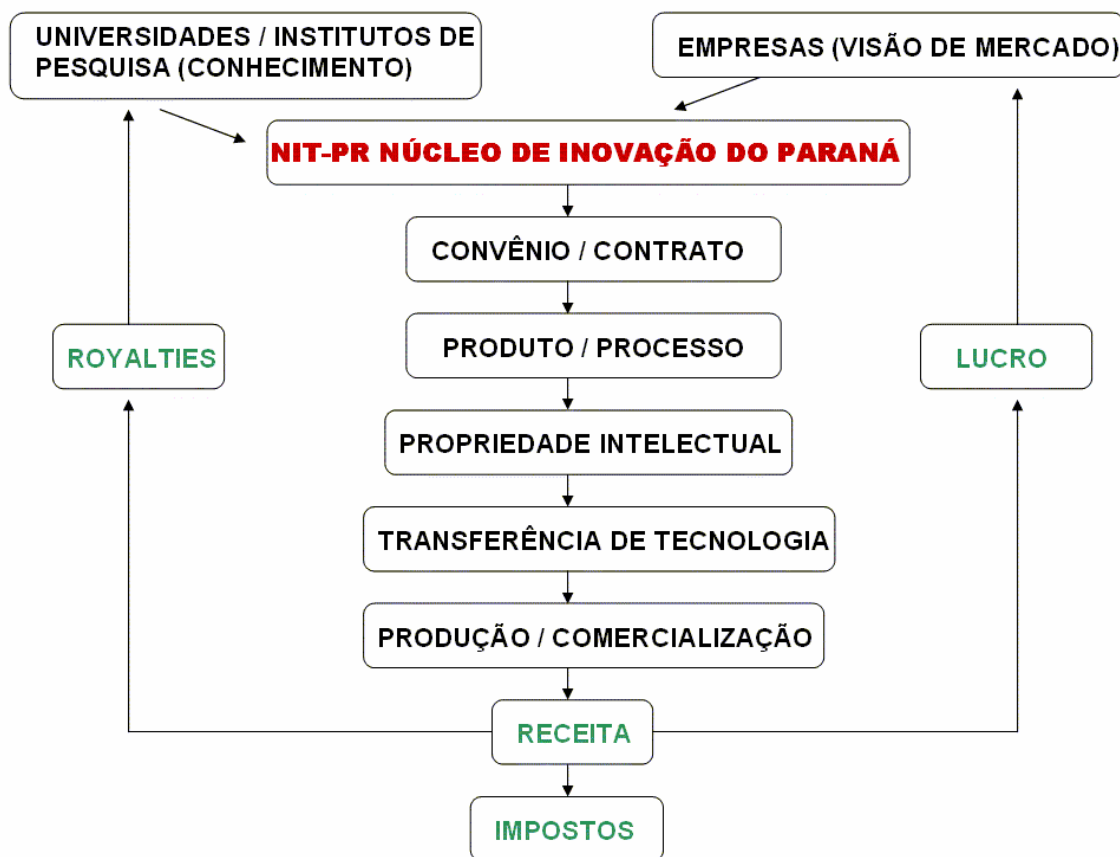 UNIVERSIDADES / INSTITUTOS DE
PESQUISA (CONHECIMENTO)
EMPRESAS (VISÃO DE MERCADO)
NIT-PR NÚCLEO DE INOVAÇÃO DO PARANÁ
CONVÊNIO / CONTRATO
PRODUTO / PROCESSO
ROYALTIES
LUCRO
PROPRIEDADE INTELECTUAL
TRANSFERÊNCIA DE TECNOLOGIA
PRODUÇÃO / COMERCIALIZAÇÃO
RECEITA
IMPOSTOS